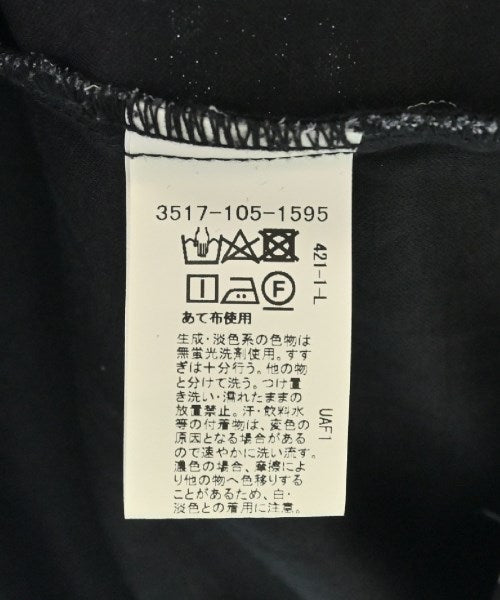 3517-105-1595
F
あて布使用
生成・淡色系の色物は
無蛍光洗剤使用。すす
ぎは十分行う。他の物
と分けて洗う。つけ置
き洗い・濡れたままの
放置禁止。汗・飲料水
等の付着物は、変色の
原因となる場合がある
ので速やかに洗い流す。
濃色の場合、摩擦によ
り他の物へ色移りする
ことがあるため、白・
淡色との着用に注意。
421-1-L
UAF1